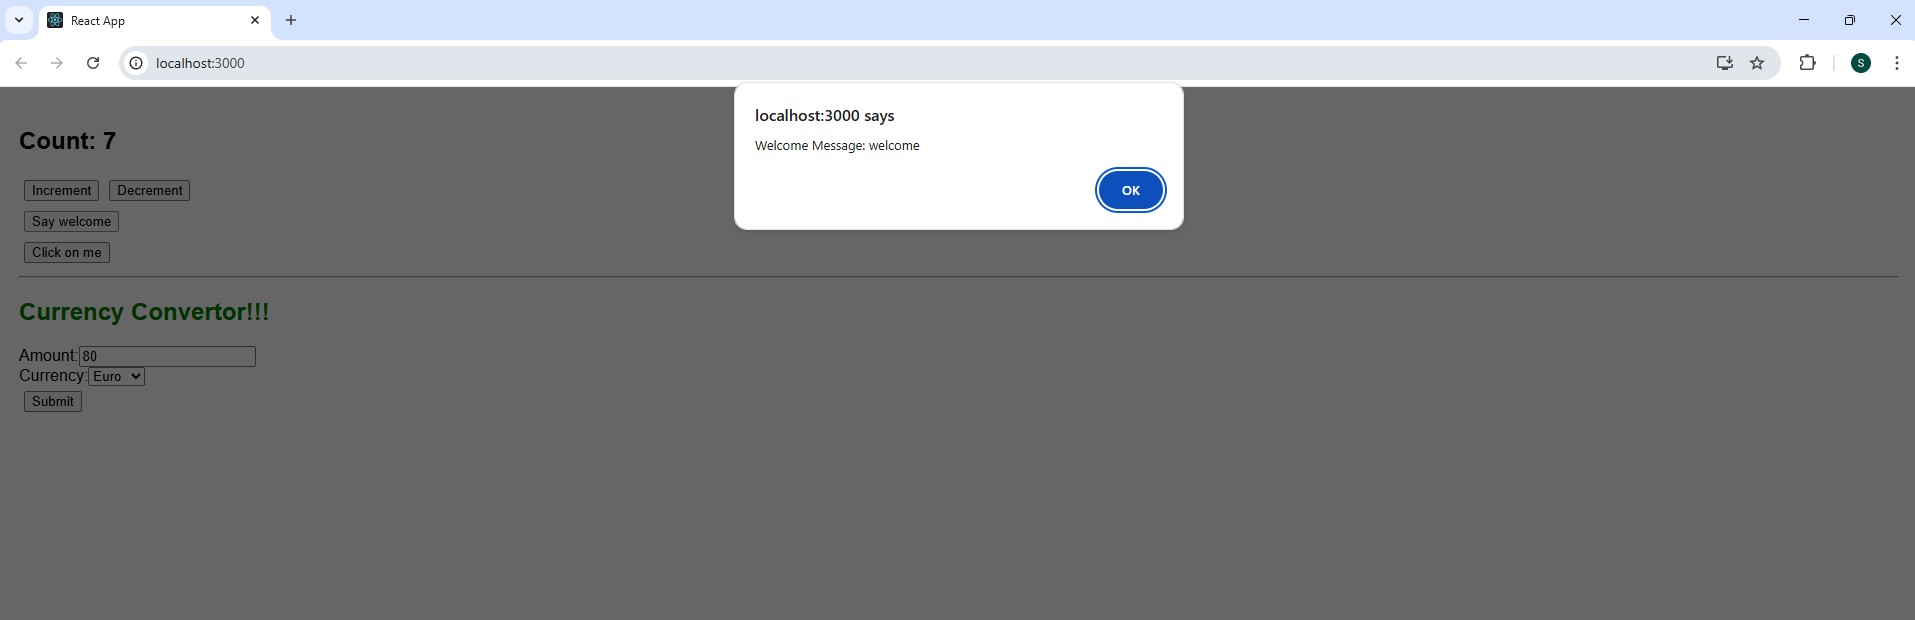 React App
localhost:3000
S
localhost:3000 says
Welcome Message: welcome
OK
Count: 7
Increment Decrement
Say welcome
Click on me
Currency Convertor!!!
Amount: 80
Currency: Euro
Submit